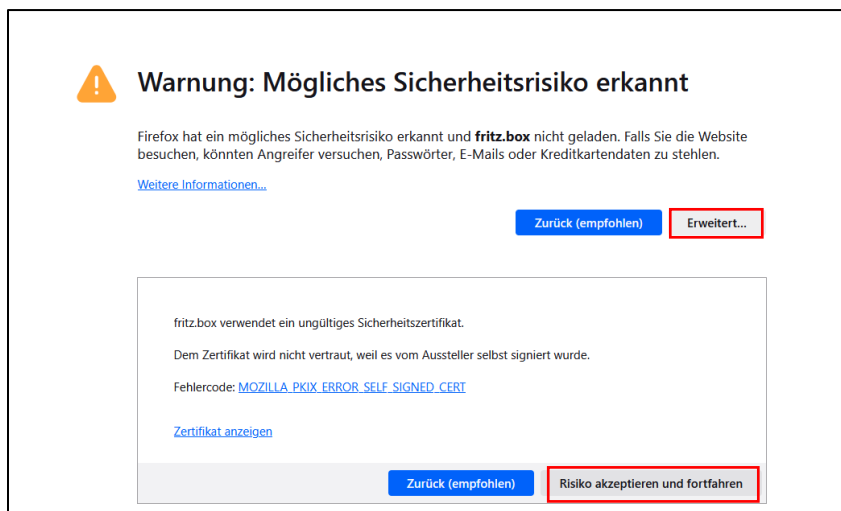 Warnung: Mögliches Sicherheitsrisiko erkannt
Firefox hat ein mögliches Sicherheitsrisiko erkannt und fritz.box nicht geladen. Falls Sie die Website
besuchen, könnten Angreifer versuchen, Passwörter, E-Mails oder Kreditkartendaten zu stehlen.
Weitere Informationen...
Zurück (empfohlen) Erweitert...
fritz.box verwendet ein ungültiges Sicherheitszertifikat.
Dem Zertifikat wird nicht vertraut, weil es vom Aussteller selbst signiert wurde.
Fehlercode: MOZILLA_PKIX_ERROR_SELF_SIGNED_CERT
Zertifikat anzeigen
Zurück (empfohlen) Risiko akzeptieren und fortfahren